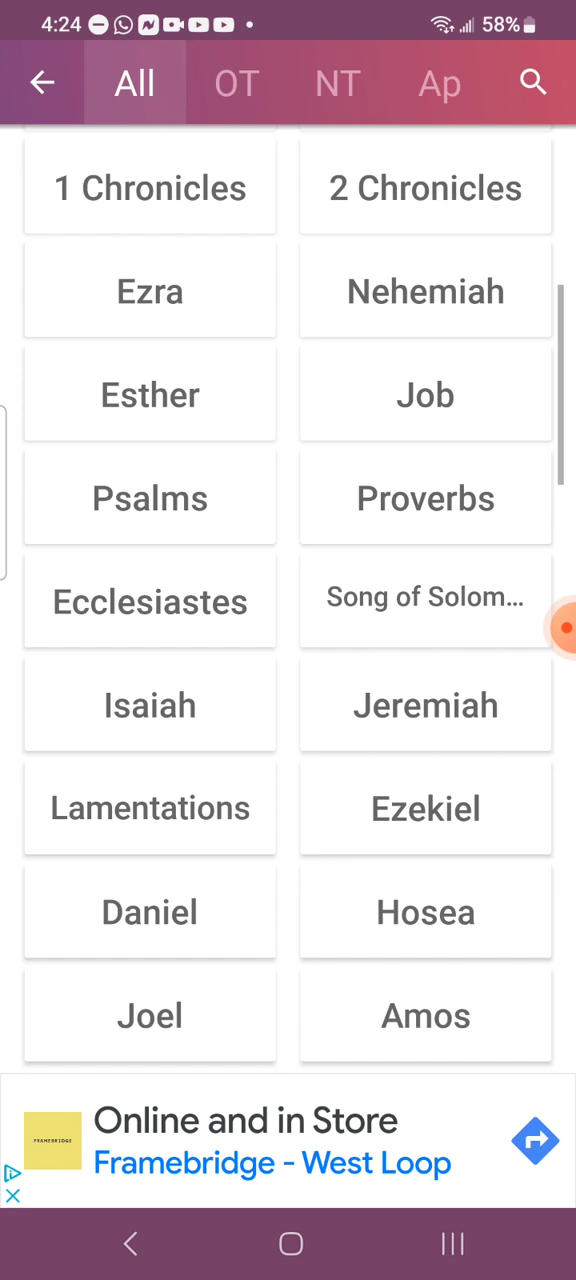 4:24 58%
All OT NT Ap
1 Chronicles 2 Chronicles
Ezra Nehemiah
Esther Job
Psalms Proverbs
Ecclesiastes Song of Solom...
Isaiah Jeremiah
Lamentations Ezekiel
Daniel Hosea
Joel Amos
FRAMEBRIDGE
Online and in Store
Framebridge - West Loop